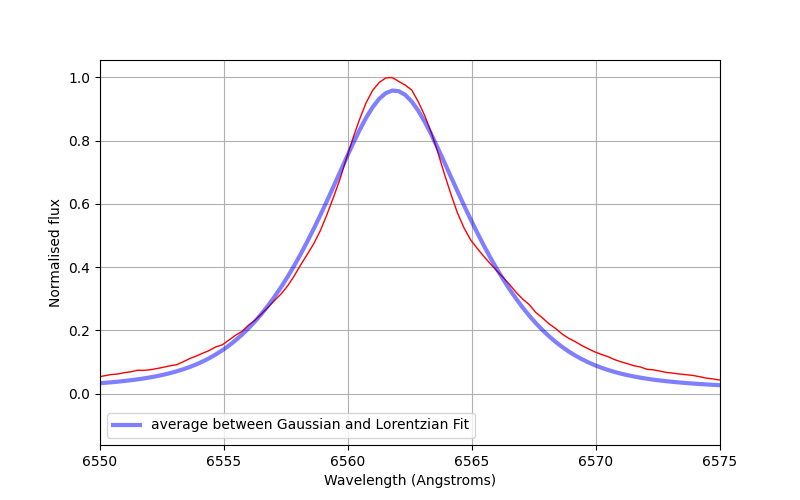 1.0
0.8
0.6
0.4
0.2
0.0
Normalised flux
average between Gaussian and Lorentzian Fit
6550 6555 6560 6565 6570 6575
Wavelength (Angstroms)